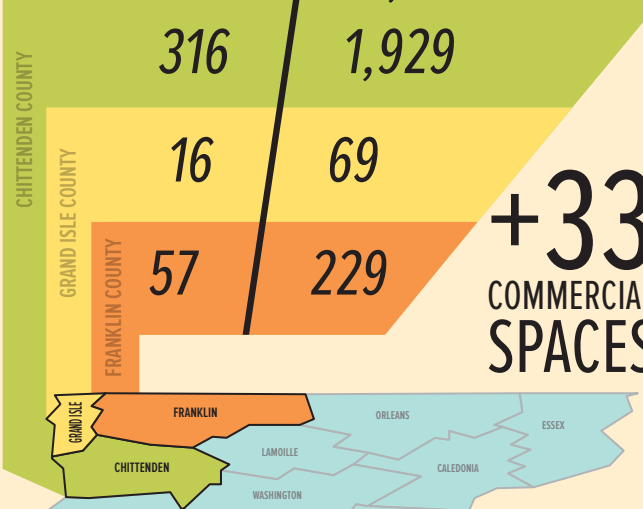 CHITTENDEN COUNTY
316 1,929
GRAND ISLE COUNTY
16 69
FRANKLIN COUNTY
57 229
+33
COMMERCIA
SPACES
GRAND ISLE
FRANKLIN
ORLEANS
ESSEX
LAMOILLE
CHITTENDEN
CALEDONIA
WASHINGTON